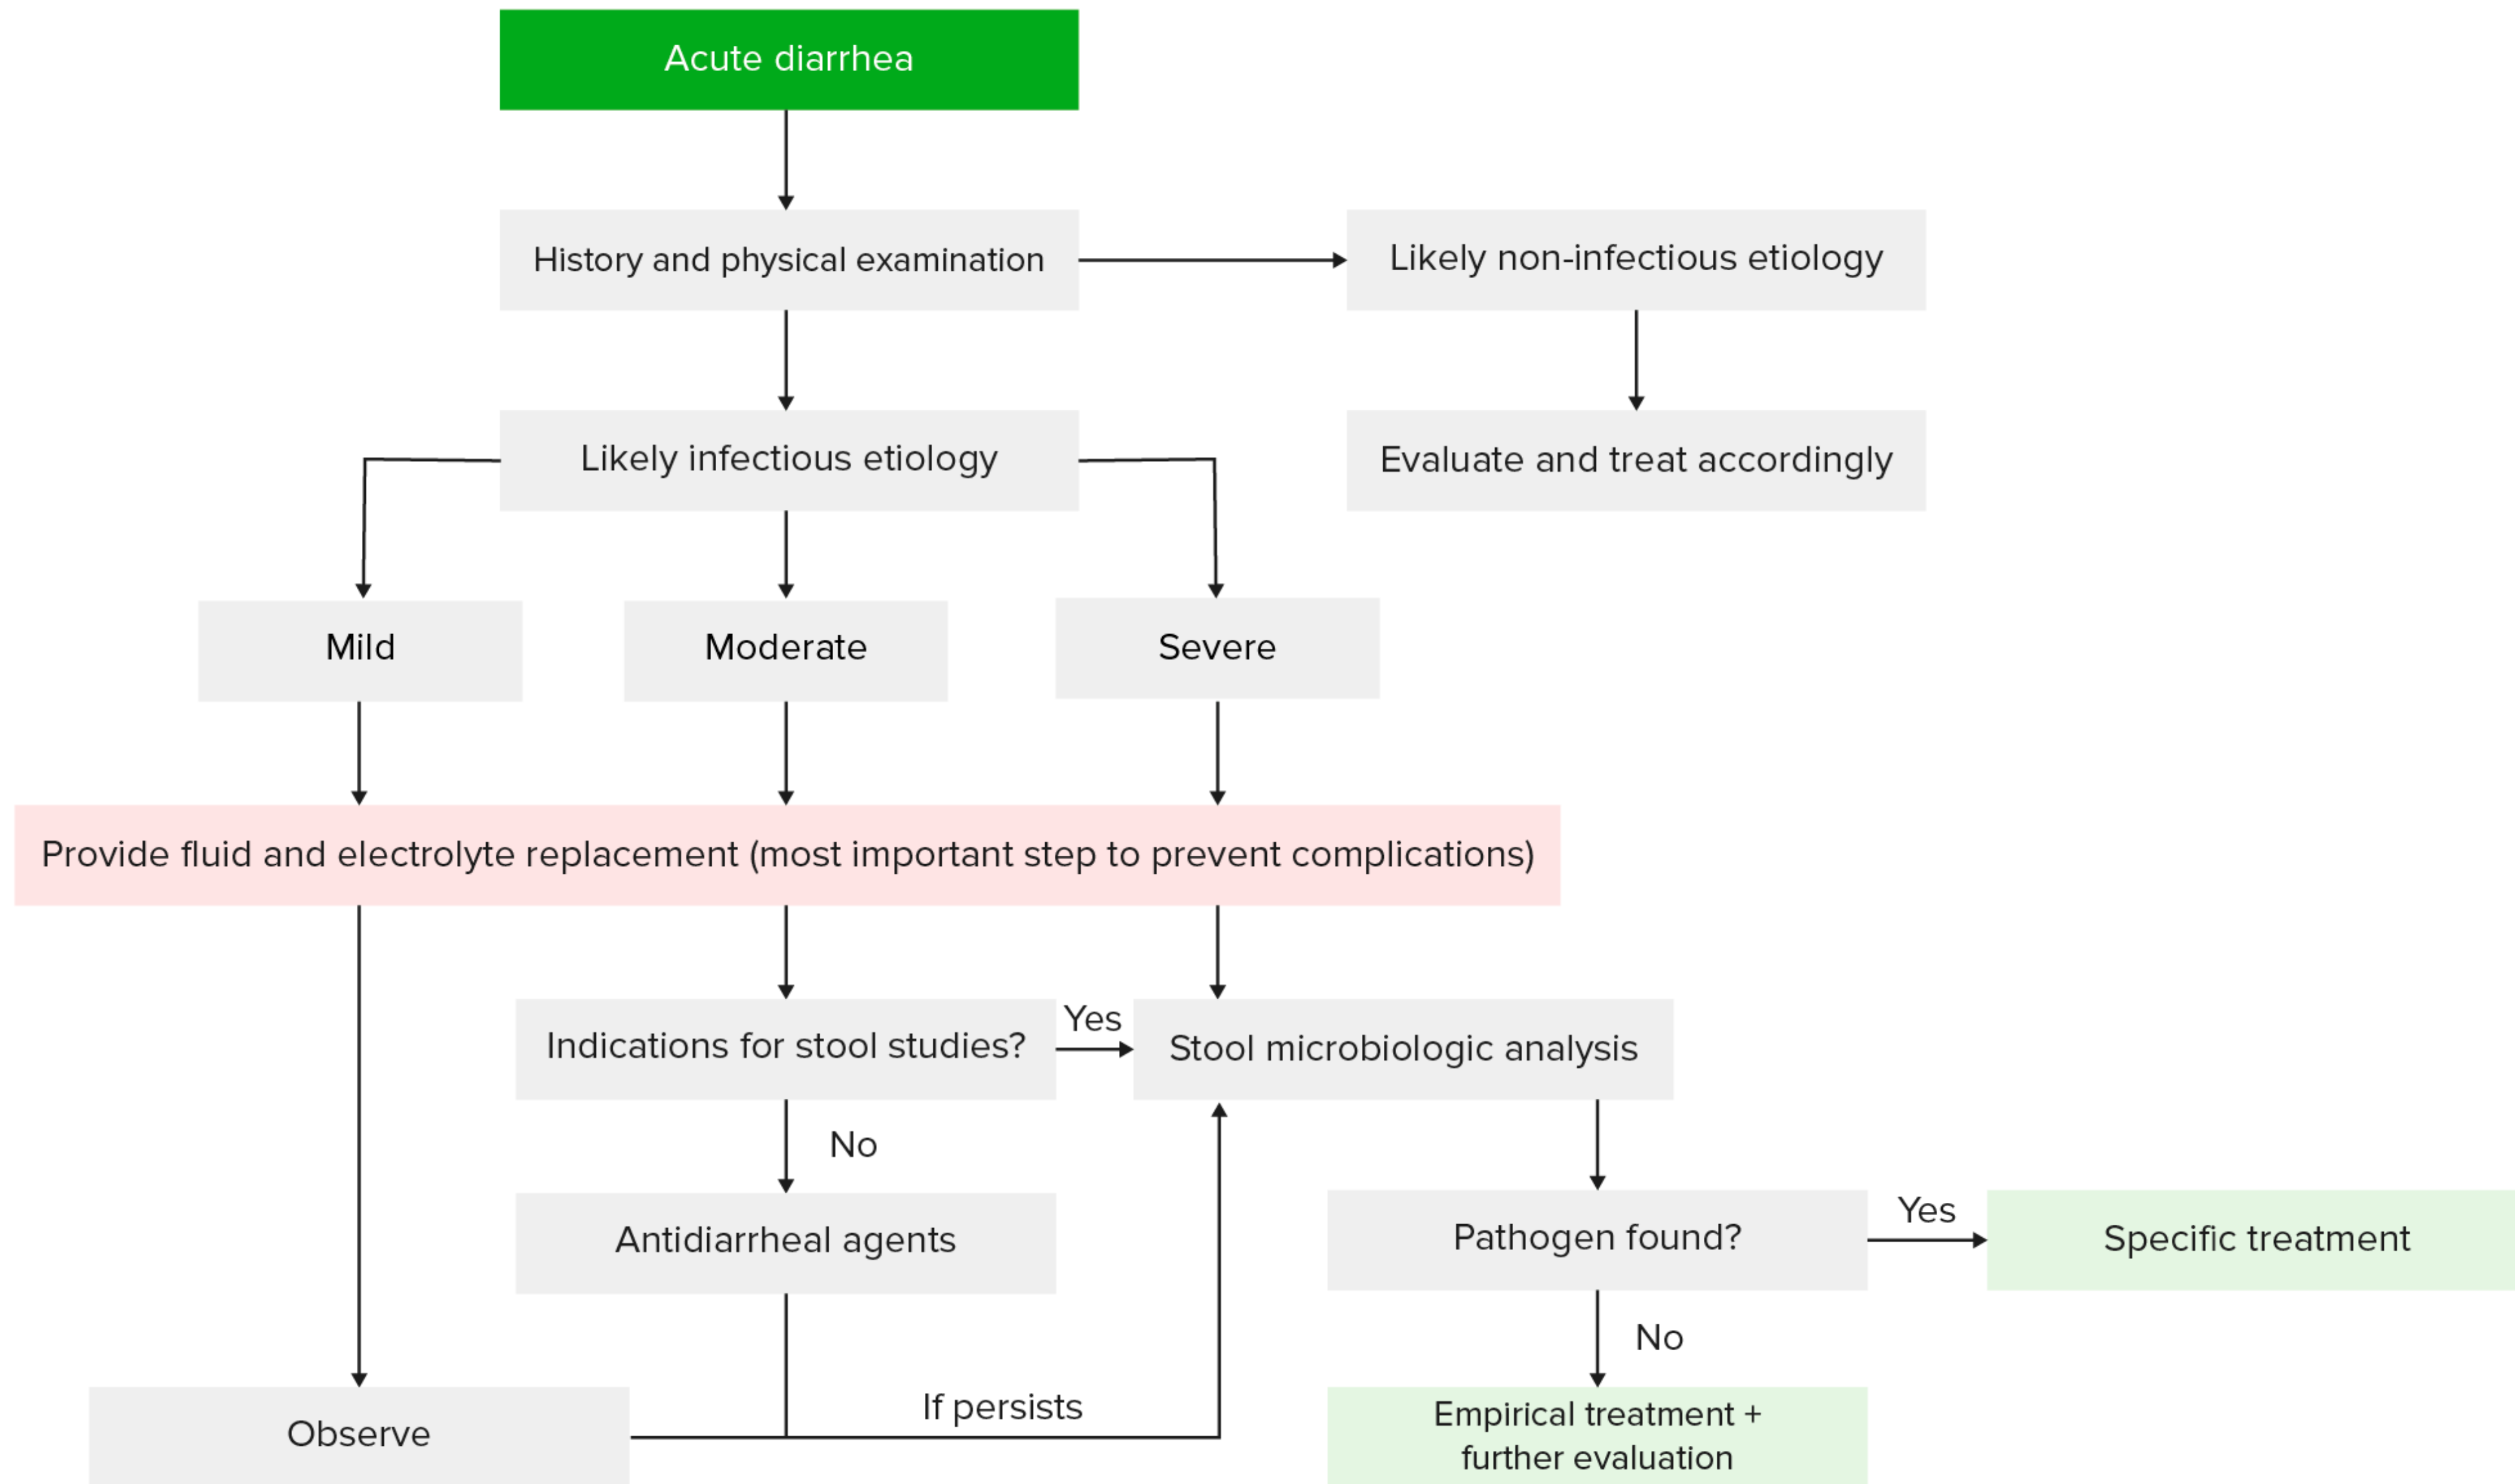 Acute diarrhea
History and physical examination
Likely non-infectious etiology
Likely infectious etiology
Evaluate and treat accordingly
Mild
Moderate
Severe
Provide fluid and electrolyte replacement (most important step to prevent complications)
Indications for stool studies?
Yes
Stool microbiologic analysis
No
Antidiarrheal agents
Pathogen found?
Yes
Specific treatment
No
Observe
If persists
Empirical treatment +
further evaluation